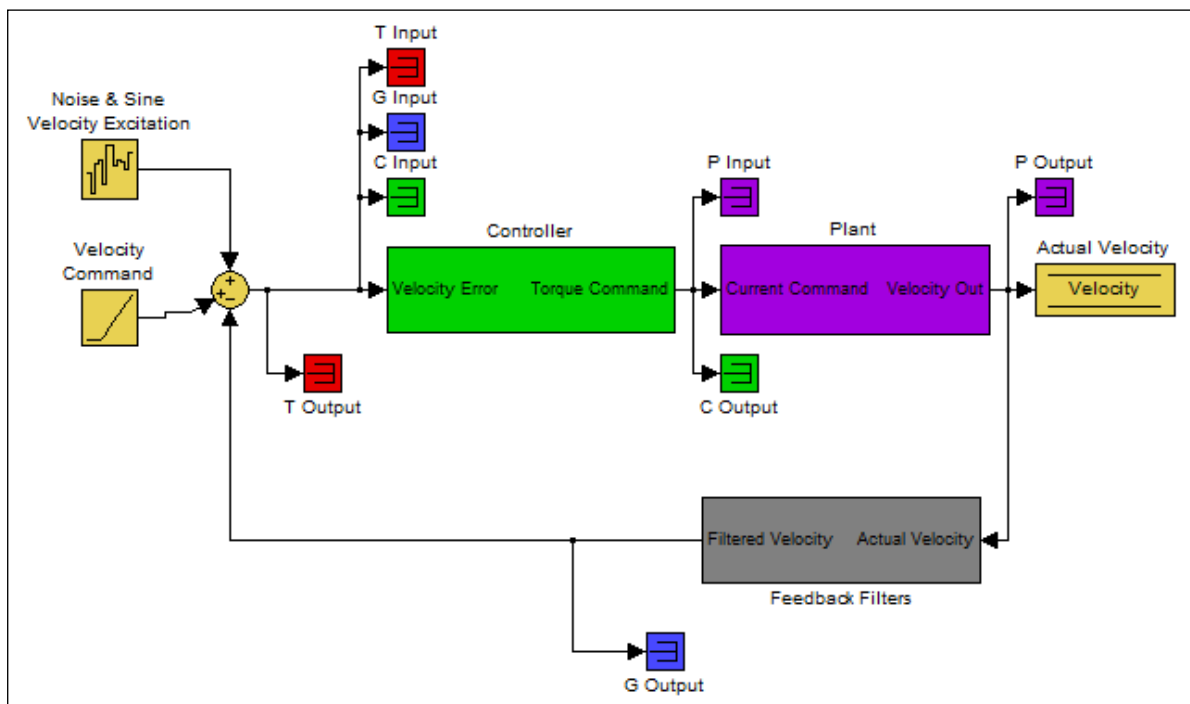 T Input
G Input
Noise & Sine
Velocity Excitation
C Input
P Input
P Output
Controller
Plant
Velocity
Command
Actual Velocity
+
+
−
Velocity Error
Torque Command
Current Command
Velocity Out
Velocity
T Output
C Output
Filtered Velocity
Actual Velocity
Feedback Filters
G Output